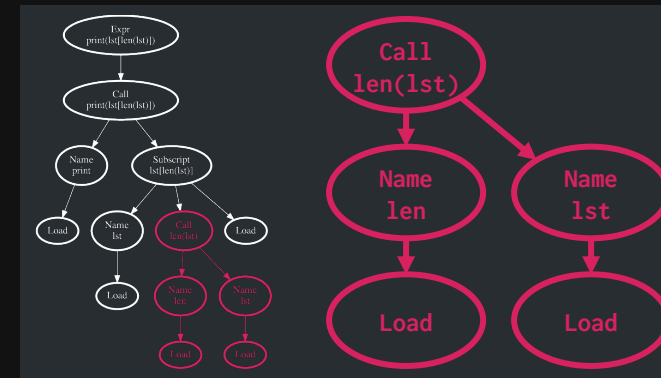 Expr
print(lst[len(lst)])
Call
print(lst[len(lst)])
Name
print
Subscript
lst[len(lst)]
Load
Name
lst
Call
len(lst)
Load
Load
Name
len
Name
lst
Load
Load
Call
len(lst)
Name
len
Name
lst
Load
Load